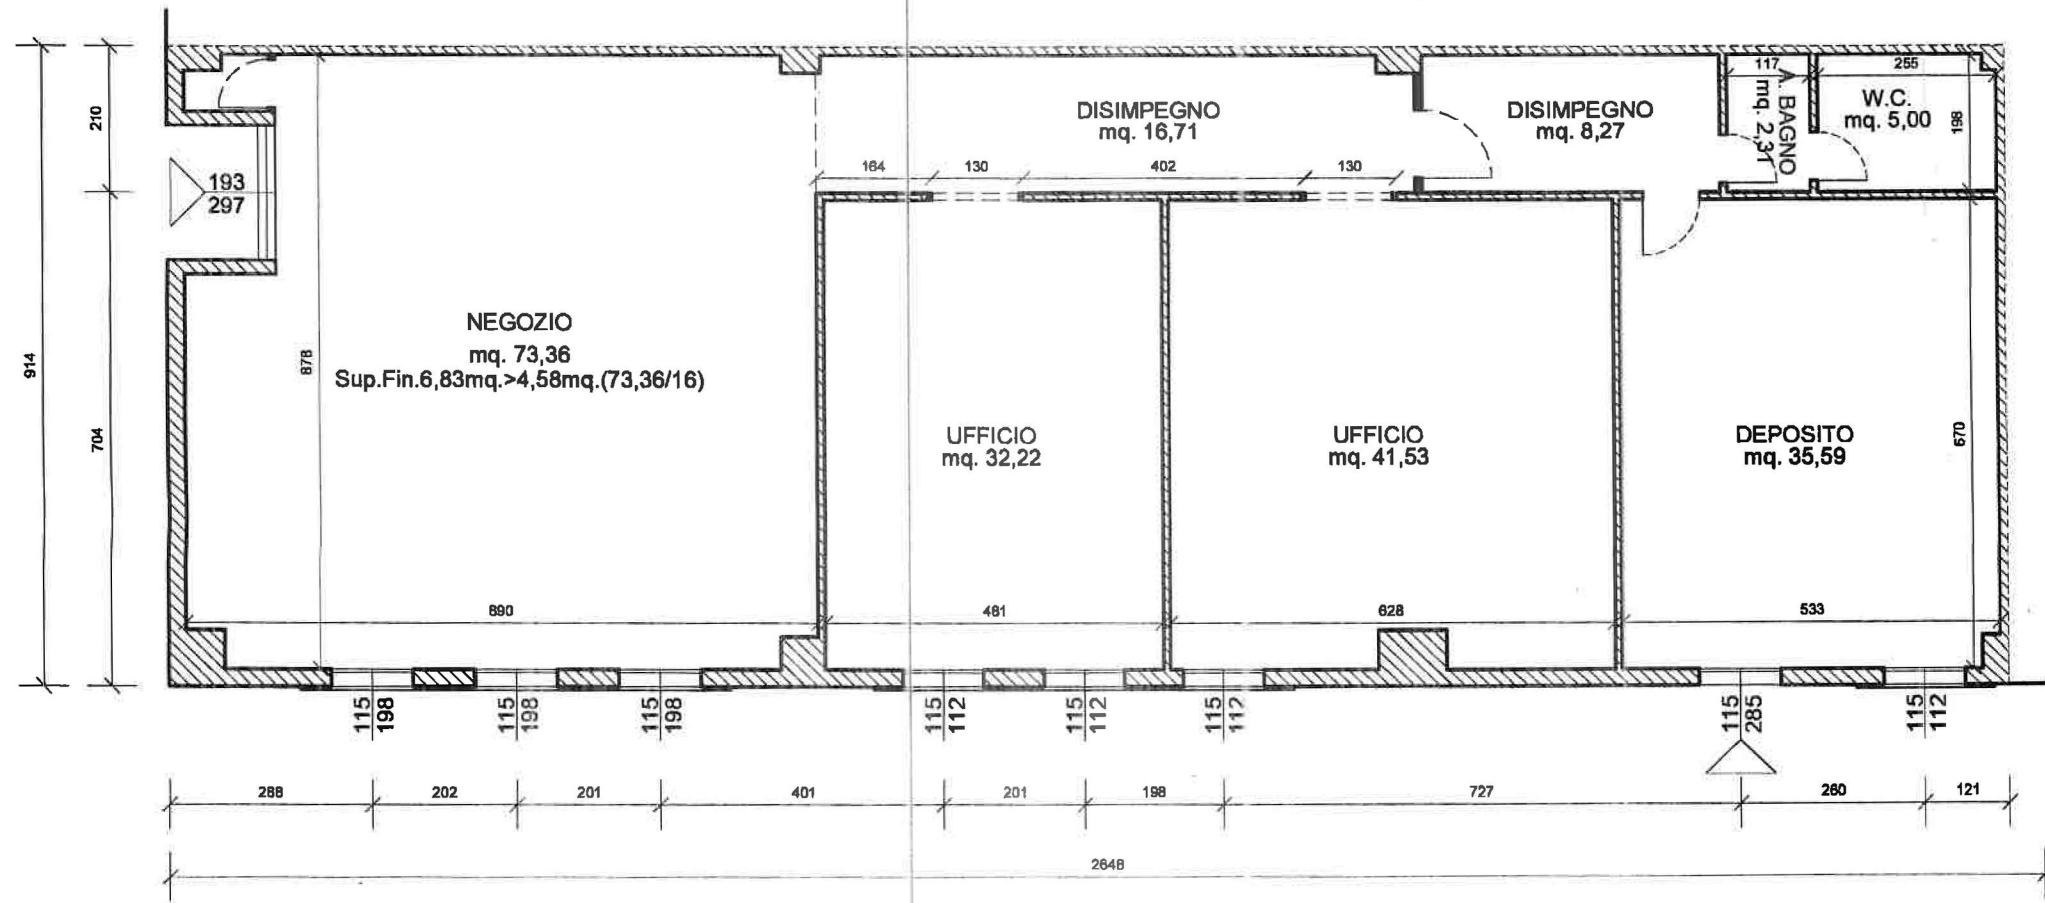 117
255
210
DISIMPEGNO
mq. 16,71
DISIMPEGNO
mq. 8,27
A. BAGNO
mq. 2,31
W.C.
mq. 5,00
198
164
130
402
130
193
297
914
878
704
NEGOZIO
mq. 73,36
Sup.Fin.6,83mq.>4,58mq.(73,36/16)
UFFICIO
mq. 32,22
UFFICIO
mq. 41,53
DEPOSITO
mq. 35,59
670
890
481
628
533
115
198
115
198
115
198
115
112
115
112
115
112
115
285
115
112
288
202
201
401
201
198
727
260
121
2648